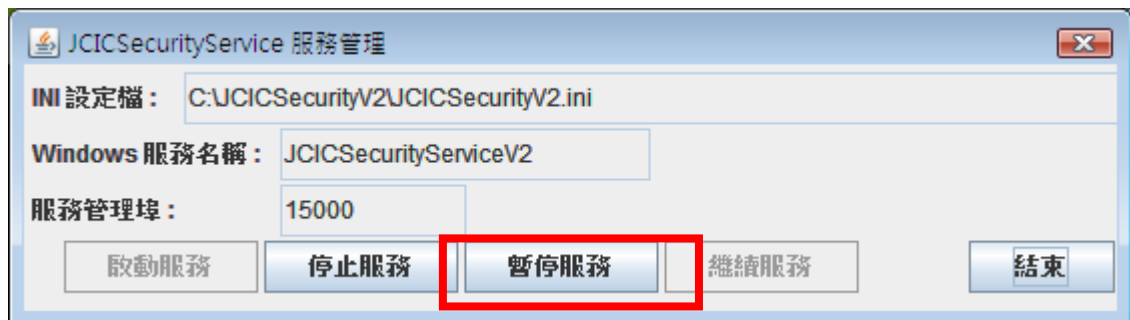 JCICSecurityService 服務管理
INI 設定檔： C:\JCICSecurityV2\JCICSecurityV2.ini
Windows 服務名稱： JCICSecurityServiceV2
服務管理埠： 15000
啟動服務 停止服務 暫停服務 繼續服務 結束